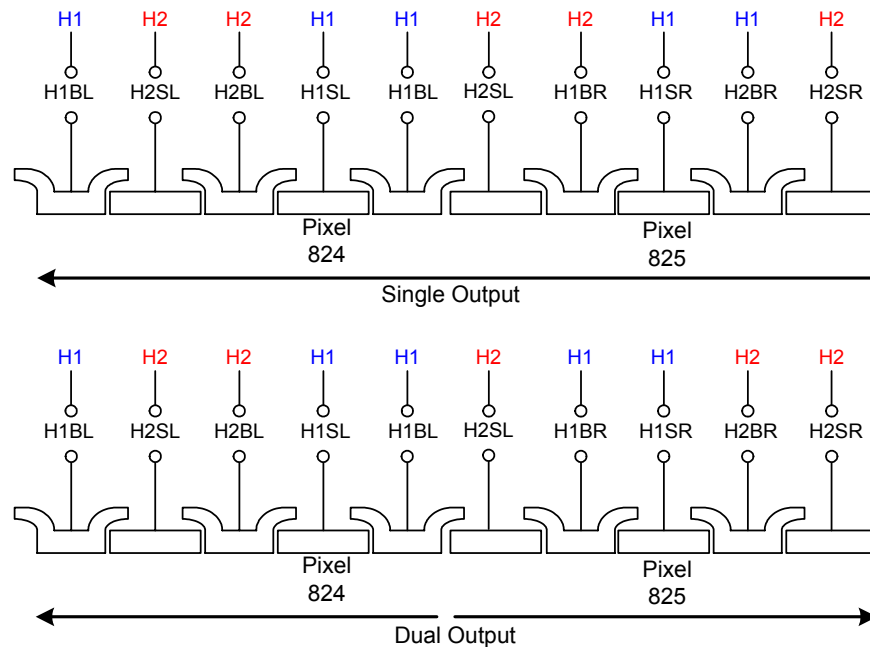 H1 H2 H2 H1 H1 H2 H2 H1 H1 H2
H1BL H2SL H2BL H1SL H1BL H2SL H1BR H1SR H2BR H2SR
Pixel Pixel
824 825
Single Output
H1 H2 H2 H1 H1 H2 H1 H1 H2 H2
H1BL H2SL H2BL H1SL H1BL H2SL H1BR H1SR H2BR H2SR
Pixel Pixel
824 825
Dual Output